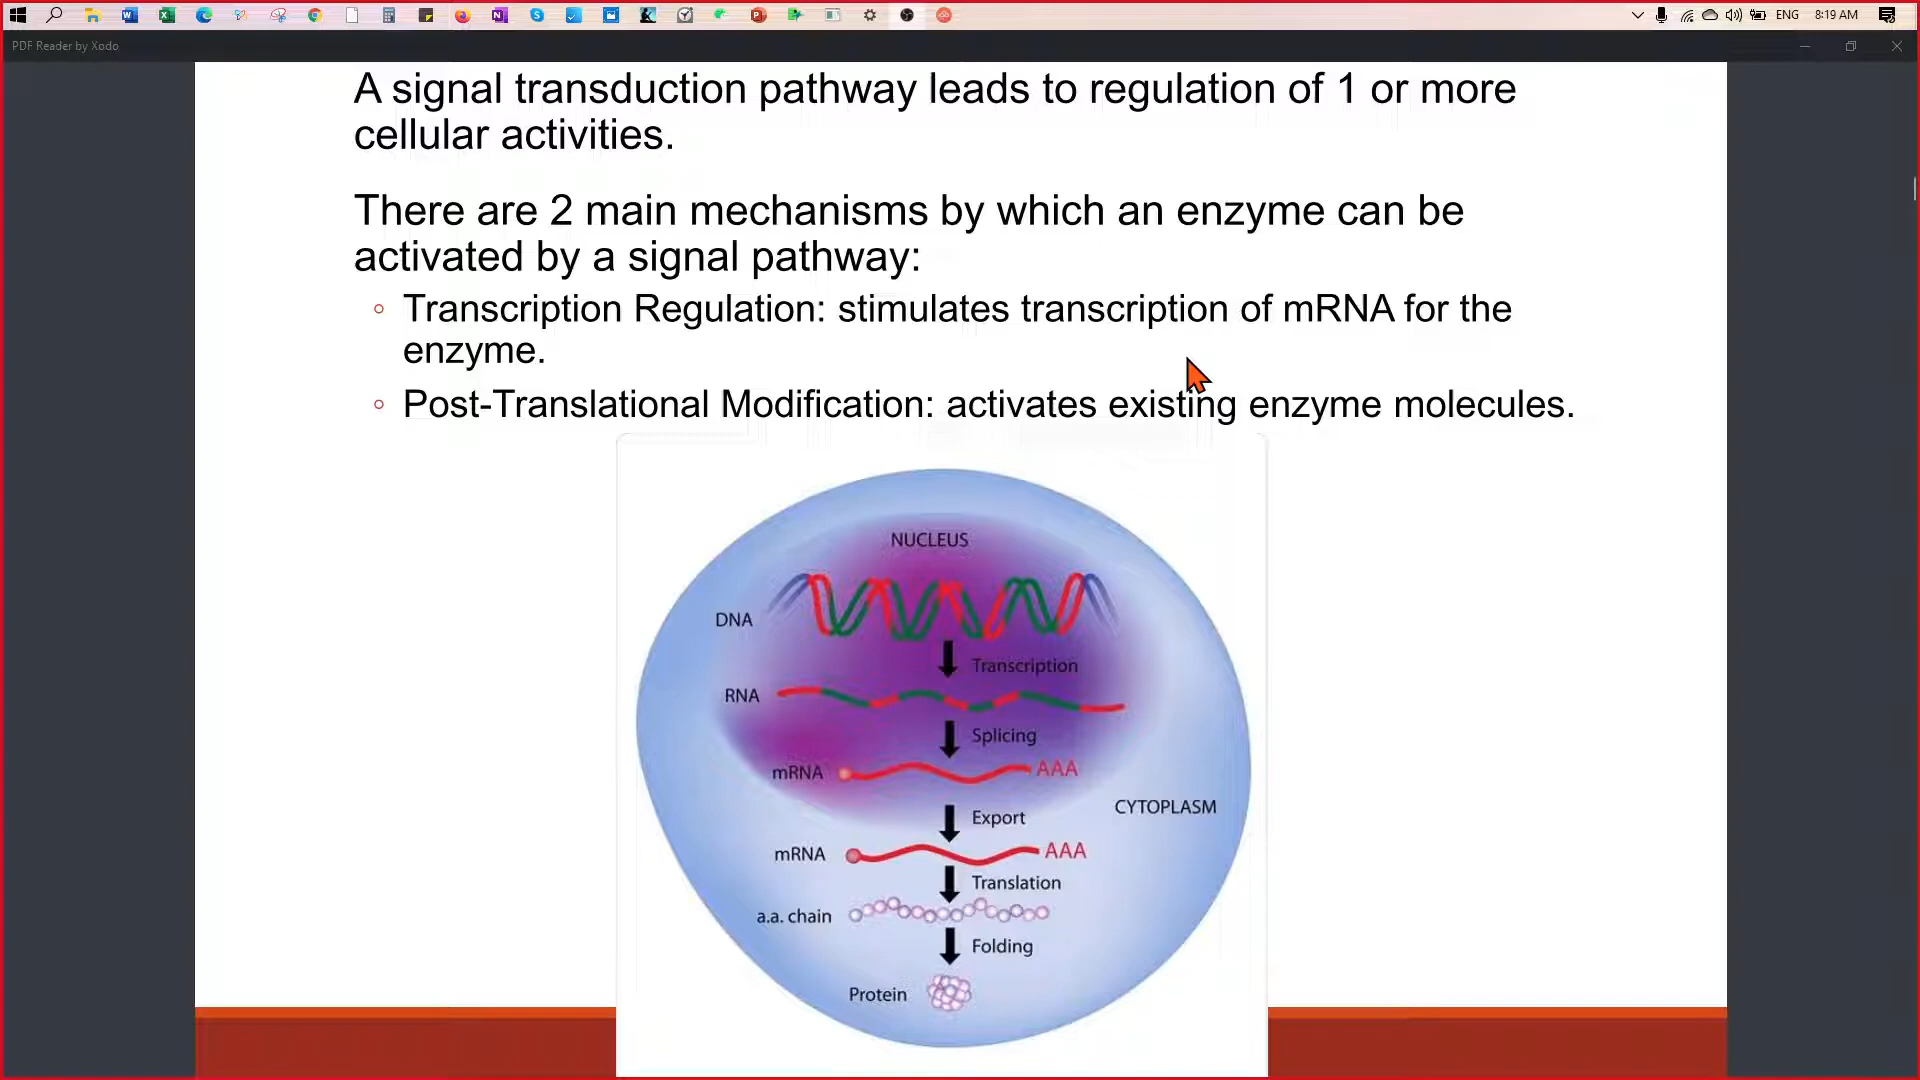 ENG 8:19 AM
PDF Reader by Xodo
A signal transduction pathway leads to regulation of 1 or more
cellular activities.
There are 2 main mechanisms by which an enzyme can be
activated by a signal pathway:
◦ Transcription Regulation: stimulates transcription of mRNA for the
enzyme.
◦ Post-Translational Modification: activates existing enzyme molecules.
NUCLEUS
DNA
Transcription
RNA
Splicing
mRNA AAA
CYTOPLASM
Export
mRNA AAA
Translation
a.a. chain
Folding
Protein